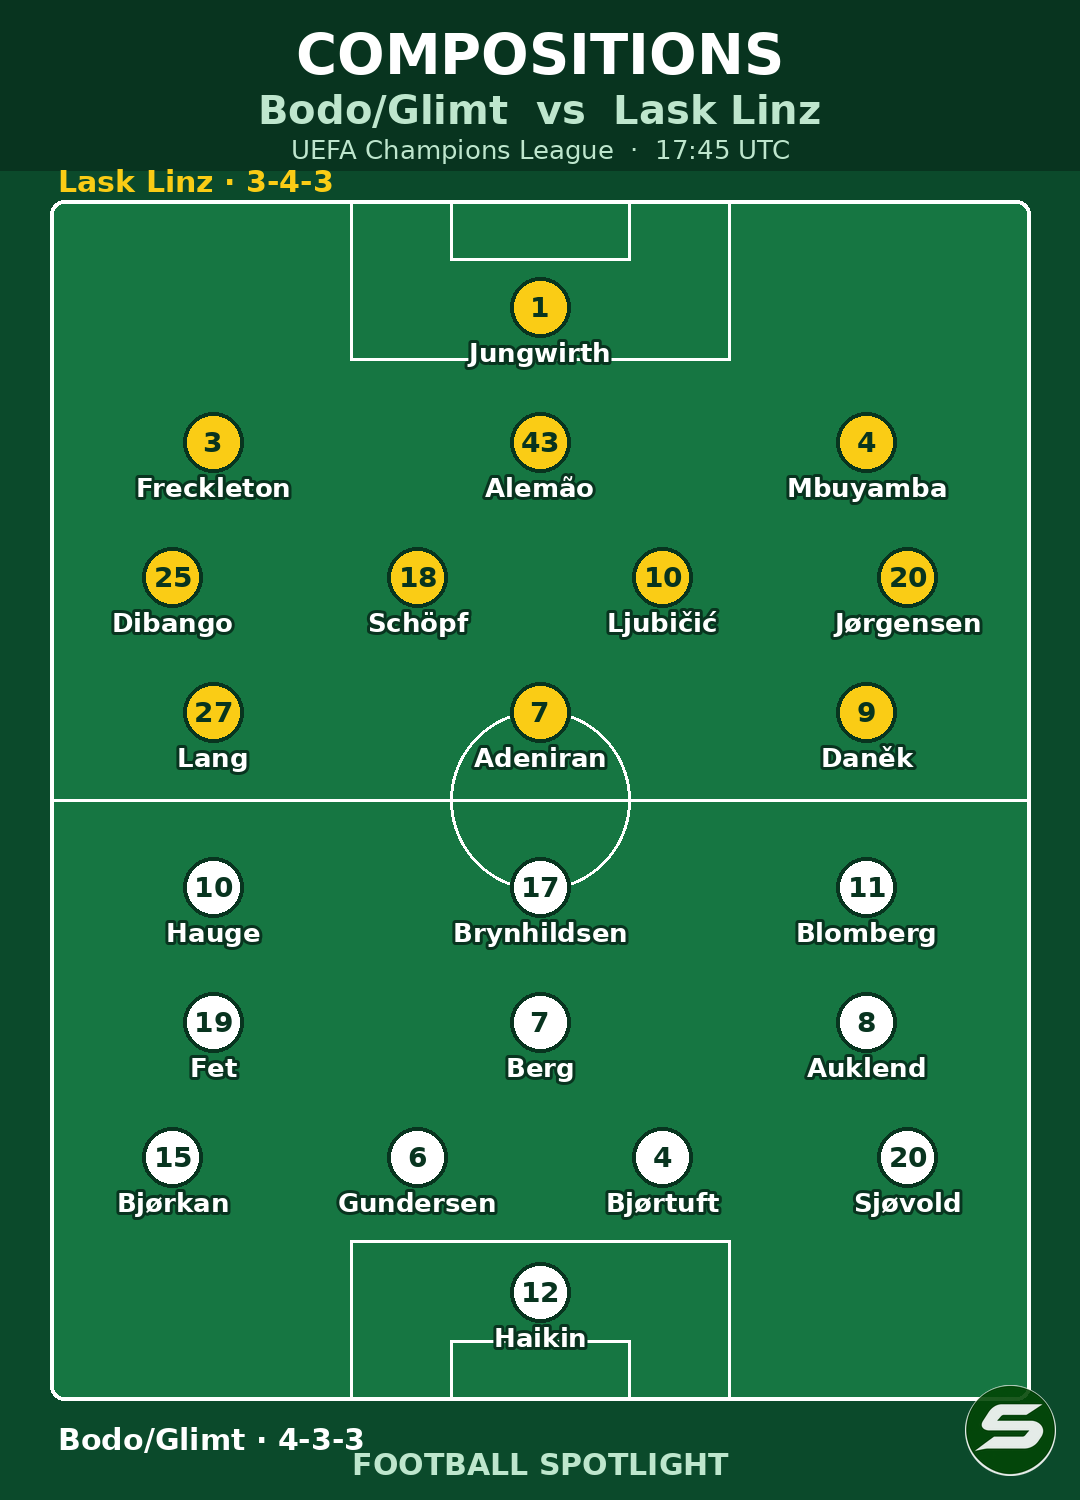 COMPOSITIONS
Bodo/Glimt vs Lask Linz
UEFA Champions League · 17:45 UTC
Lask Linz · 3-4-3
1
Jungwirth
3 43 4
Freckleton Alemão Mbuyamba
25 18 10 20
Dibango Schöpf Ljubičić Jørgensen
27 7 9
Lang Adeniran Daněk
10 17 11
Hauge Brynhildsen Blomberg
19 7 8
Fet Berg Auklend
15 6 4 20
Bjørkan Gundersen Bjørtuft Sjøvold
12
Haikin
Bodo/Glimt · 4-3-3
FOOTBALL SPOTLIGHT
S